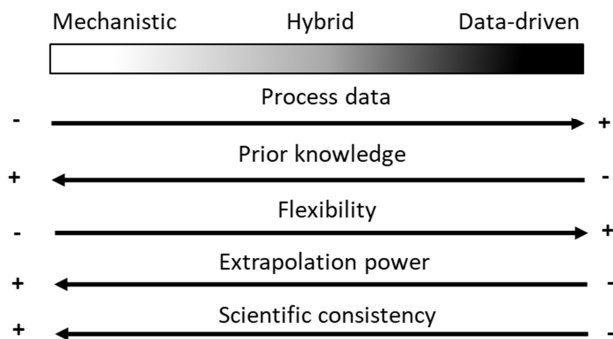 Mechanistic Hybrid Data-driven
Process data
- +
Prior knowledge
+ -
Flexibility
- +
Extrapolation power
+ -
Scientific consistency
+ -